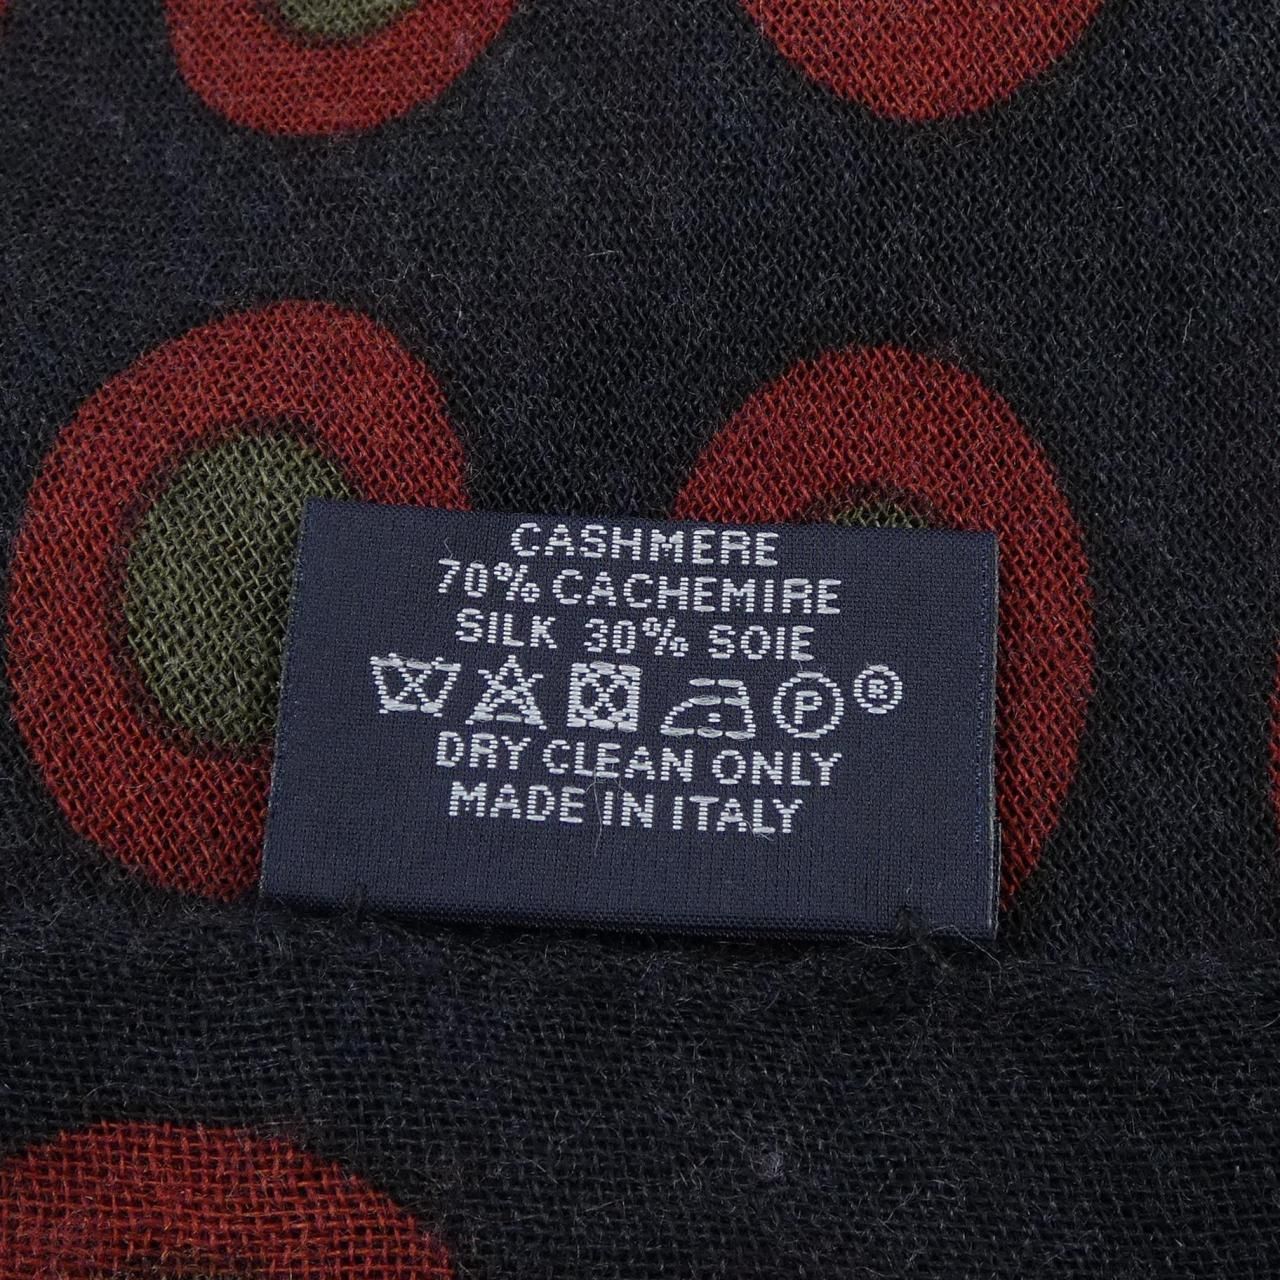 CASHMERE
70% CACHEMIRE
SILK 30% SOIE
P ®
DRY CLEAN ONLY
MADE IN ITALY